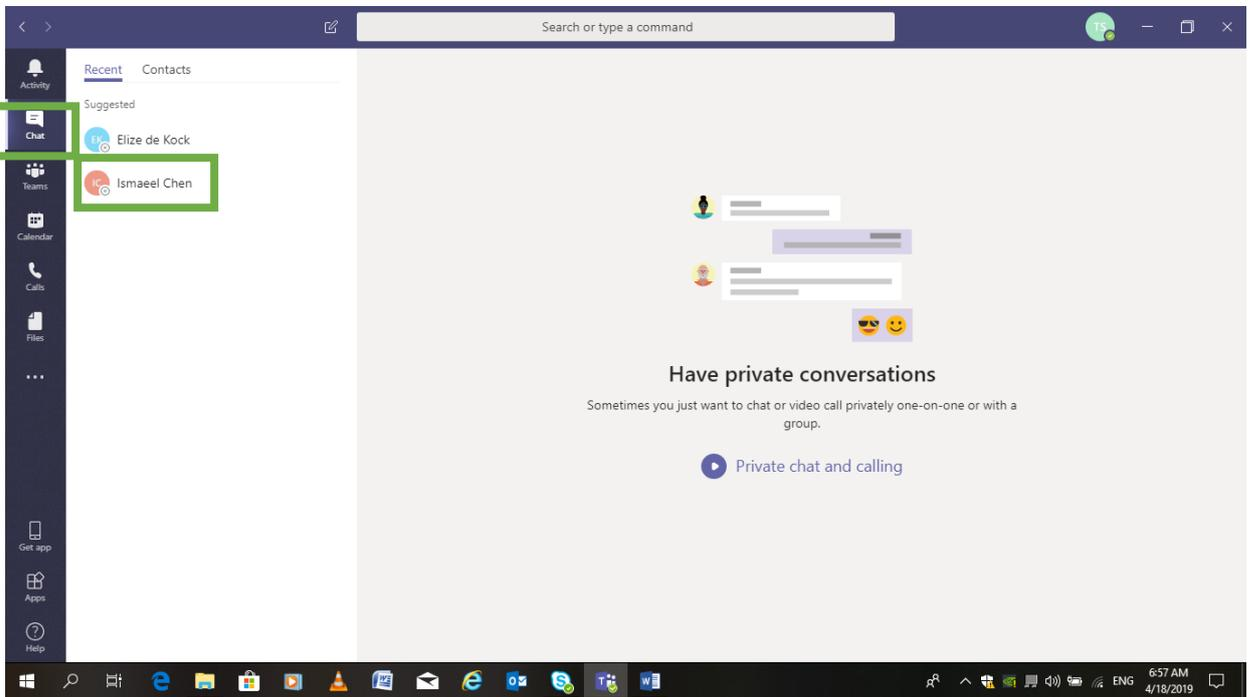 Search or type a command
TS
Activity
Chat
Teams
Calendar
Calls
Files
Get app
Apps
Help
Recent Contacts
Suggested
EK Elize de Kock
IC Ismaeel Chen
Have private conversations
Sometimes you just want to chat or video call privately one-on-one or with a
group.
Private chat and calling
ENG
6:57 AM
4/18/2019